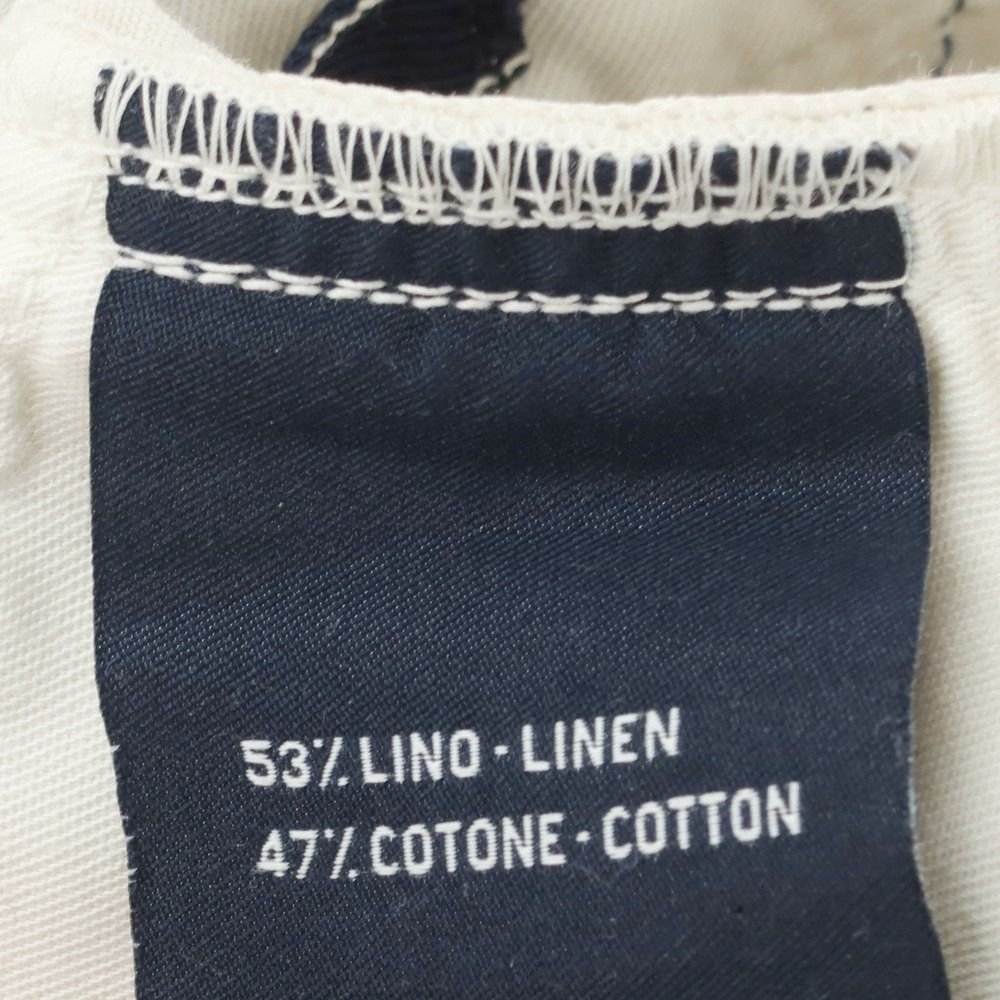 53% LINO - LINEN
47% COTONE - COTTON